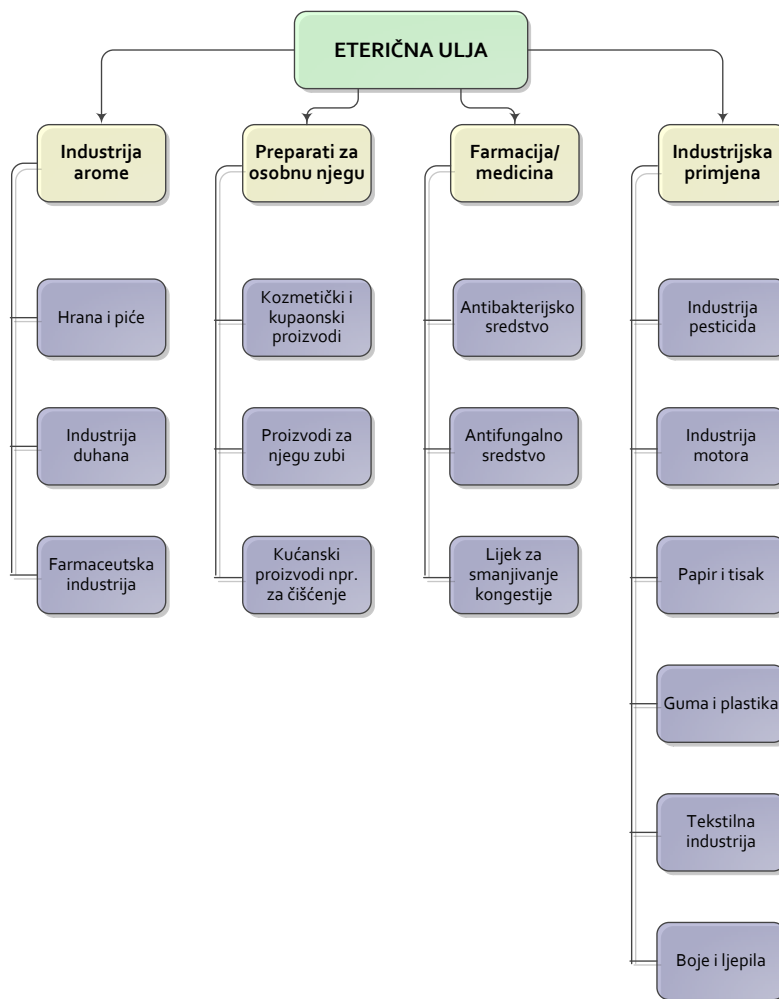 ETERIČNA ULJA
Industrija
arome
Preparati za
osobnu njegu
Farmacija/
medicina
Industrijska
primjena
Hrana i piće
Kozmetički i
kupaonski
proizvodi
Antibakterijsko
sredstvo
Industrija
pesticida
Industrija
duhana
Proizvodi za
njegu zubi
Antifungalno
sredstvo
Industrija
motora
Farmaceutska
industrija
Kućanski
proizvodi npr.
za čišćenje
Lijek za
smanjivanje
kongestije
Papir i tisak
Guma i plastika
Tekstilna
industrija
Boje i ljepila